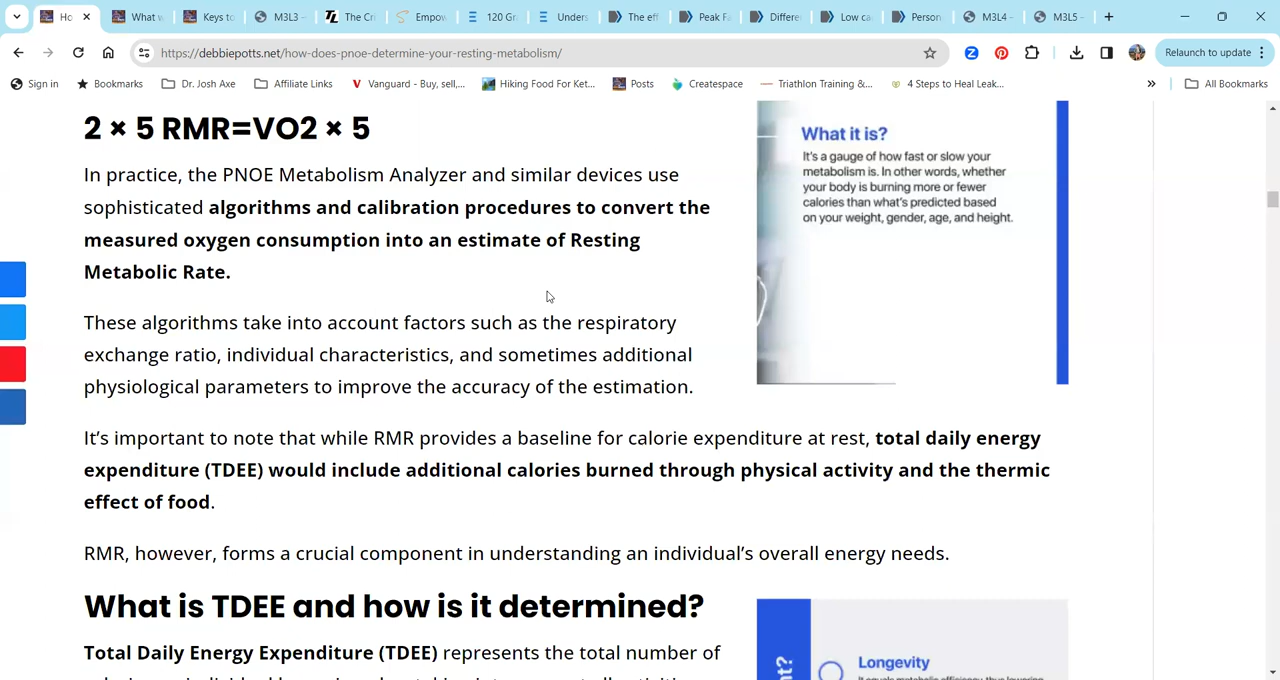 Ho
What v
Keys to
M3L3 -
The Cri
Empow
120 Gr
Unders
The eff
Peak Fa
Differe
Low ca
Person
M3L4 -
M3L5 -
https://debbiepotts.net/how-does-pnoe-determine-your-resting-metabolism/
Relaunch to update
Sign in
Bookmarks
Dr. Josh Axe
Affiliate Links
Vanguard - Buy, sell,...
Hiking Food For Ket...
Posts
Createspace
Triathlon Training &...
4 Steps to Heal Leak...
»
All Bookmarks
2 × 5 RMR=VO2 × 5
In practice, the PNOE Metabolism Analyzer and similar devices use
sophisticated algorithms and calibration procedures to convert the
measured oxygen consumption into an estimate of Resting
Metabolic Rate.
These algorithms take into account factors such as the respiratory
exchange ratio, individual characteristics, and sometimes additional
physiological parameters to improve the accuracy of the estimation.
What it is?
It's a gauge of how fast or slow your
metabolism is. In other words, whether
your body is burning more or fewer
calories than what's predicted based
on your weight, gender, age, and height.
It's important to note that while RMR provides a baseline for calorie expenditure at rest, total daily energy
expenditure (TDEE) would include additional calories burned through physical activity and the thermic
effect of food.
RMR, however, forms a crucial component in understanding an individual's overall energy needs.
What is TDEE and how is it determined?
Total Daily Energy Expenditure (TDEE) represents the total number of
Longevity